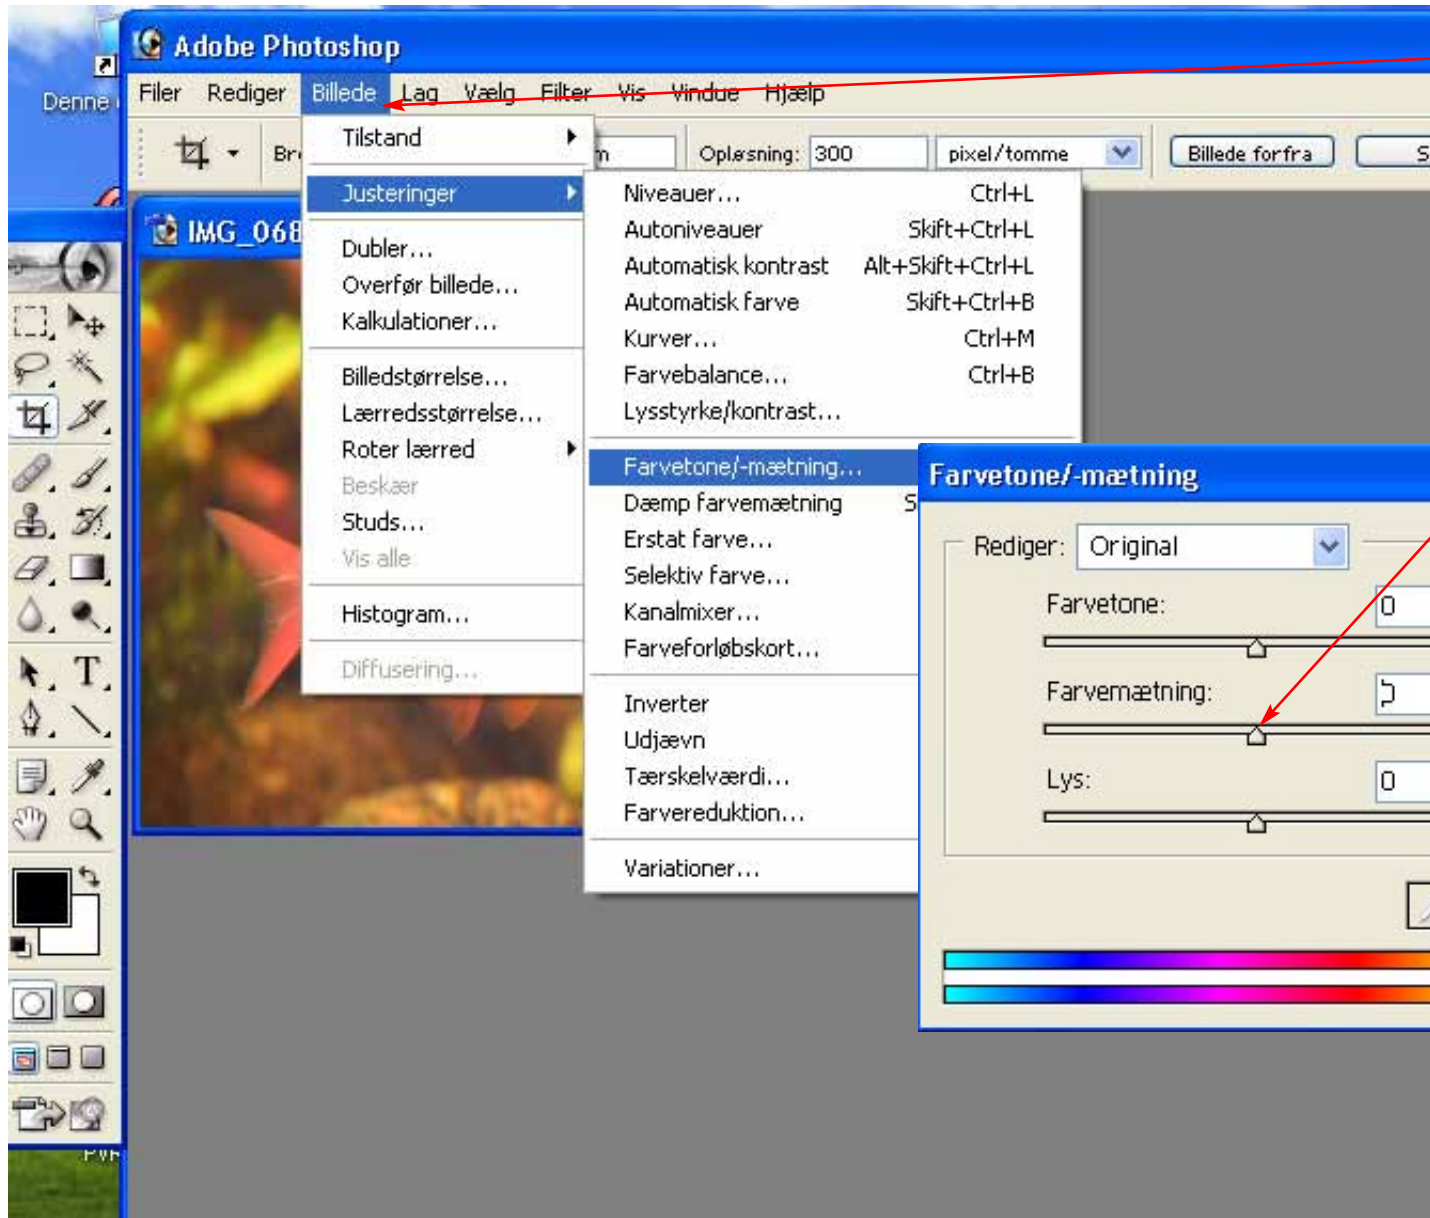 Adobe Photoshop
Denne
Filer Rediger Billede Lag Vælg Filter Vis Vindue Hjælp
Opløsning: 300 pixel/tomme Billede forfra
IMG_068
Tilstand
Justeringer
Dubler...
Overfør billede...
Kalkulationer...
Billedstørrelse...
Lærredsstørrelse...
Roter lærred
Beskær
Studs...
Vis alle
Histogram...
Diffusering...
Niveauer... Ctrl+L
Autoniveauer Skift+Ctrl+L
Automatisk kontrast Alt+Skift+Ctrl+L
Automatisk farve Skift+Ctrl+B
Kurver... Ctrl+M
Farvebalance... Ctrl+B
Lysstyrke/kontrast...
Farvetone/-mætning...
Dæmp farvemætning
Erstat farve...
Selektiv farve...
Kanalmixer...
Farveforløbskort...
Inverter
Udjævn
Tærskelværdi...
Farvereduktion...
Variationer...
Farvetone/-mætning
Rediger: Original
Farvetone: 0
Farvemætning:
Lys: 0